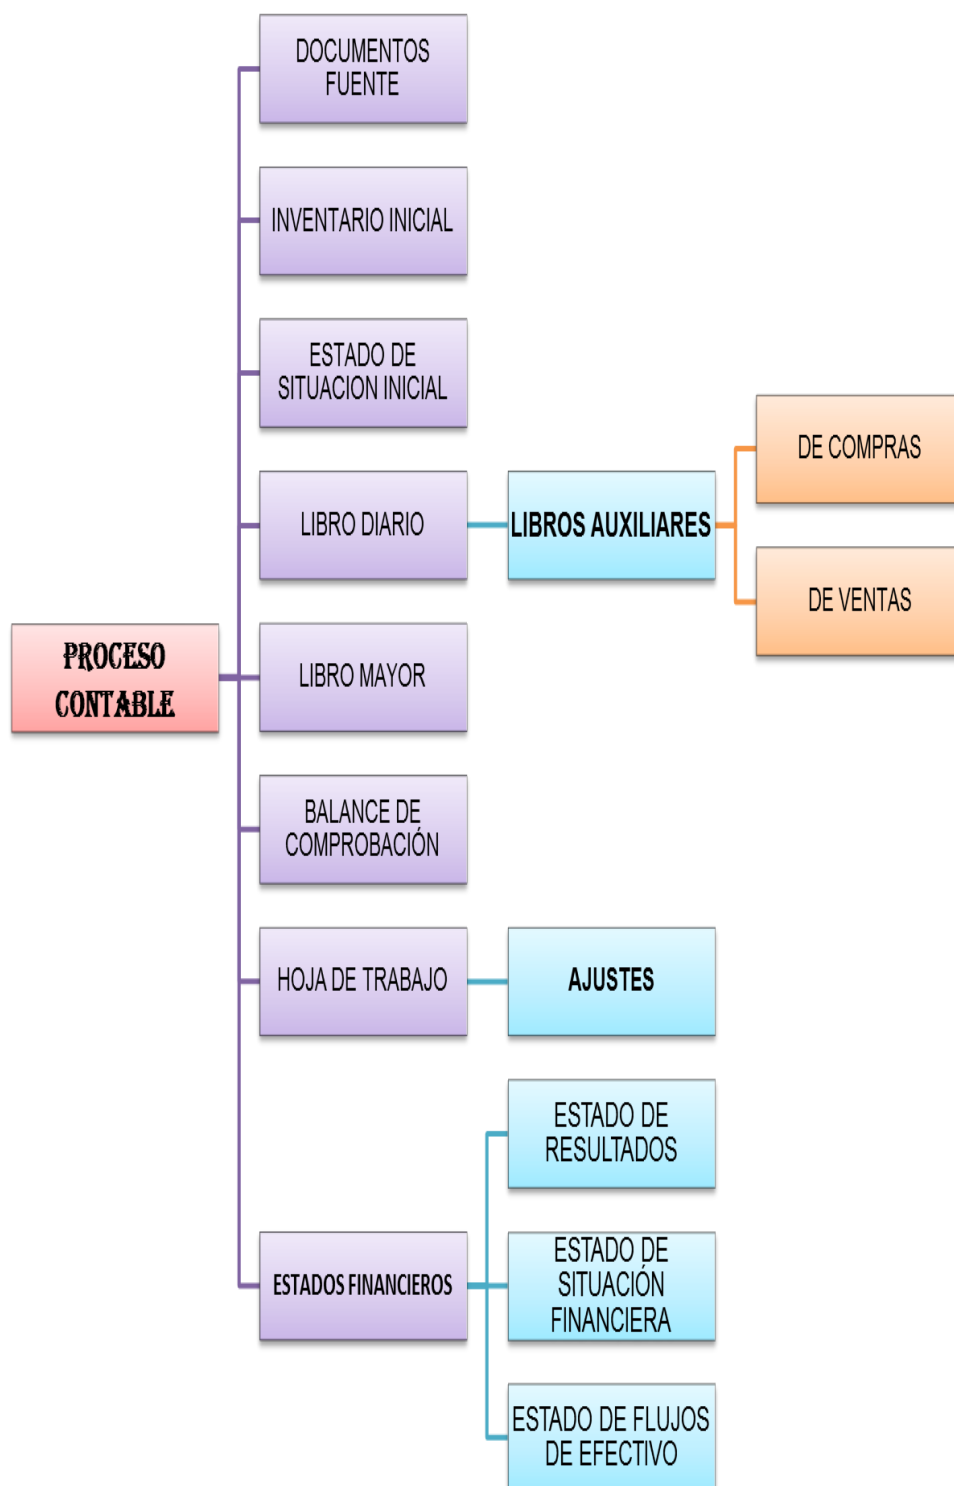 DOCUMENTOS
FUENTE
INVENTARIO INICIAL
ESTADO DE
SITUACION INICIAL
LIBRO DIARIO
LIBROS AUXILIARES
DE COMPRAS
DE VENTAS
PROCESO
CONTABLE
LIBRO MAYOR
BALANCE DE
COMPROBACIÓN
HOJA DE TRABAJO
AJUSTES
ESTADOS FINANCIEROS
ESTADO DE
RESULTADOS
ESTADO DE
SITUACIÓN
FINANCIERA
ESTADO DE FLUJOS
DE EFECTIVO